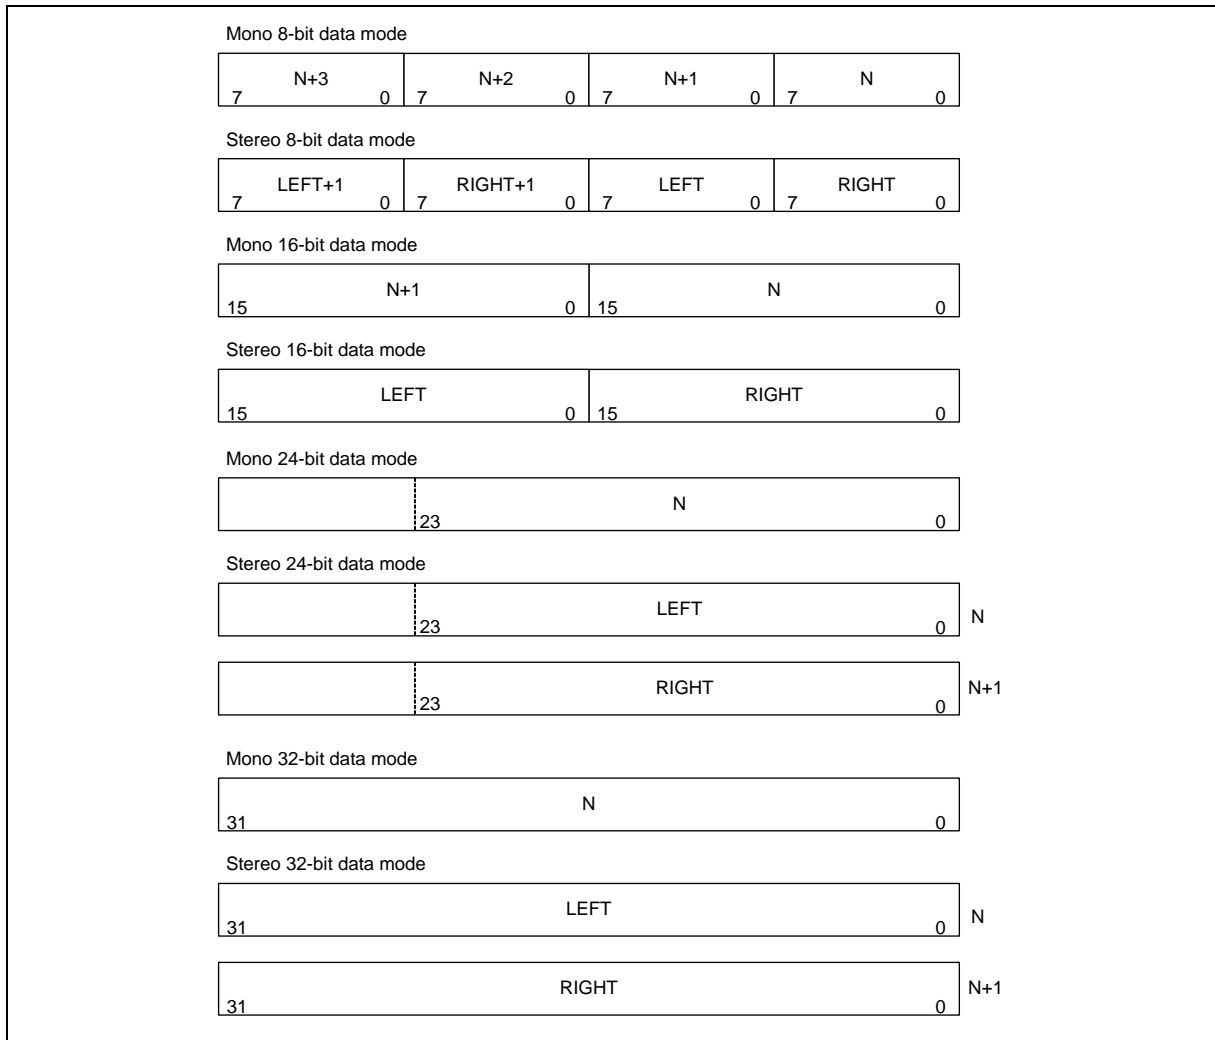 Mono 8-bit data mode
N+3 N+2 N+1 N
7 0 7 0 7 0 7 0
Stereo 8-bit data mode
LEFT+1 RIGHT+1 LEFT RIGHT
7 0 7 0 7 0 7 0
Mono 16-bit data mode
N+1 N
15 0 15 0
Stereo 16-bit data mode
LEFT RIGHT
15 0 15 0
Mono 24-bit data mode
N
23 0
Stereo 24-bit data mode
LEFT N
23 0
RIGHT N+1
23 0
Mono 32-bit data mode
N
31 0
Stereo 32-bit data mode
LEFT N
31 0
RIGHT N+1
31 0